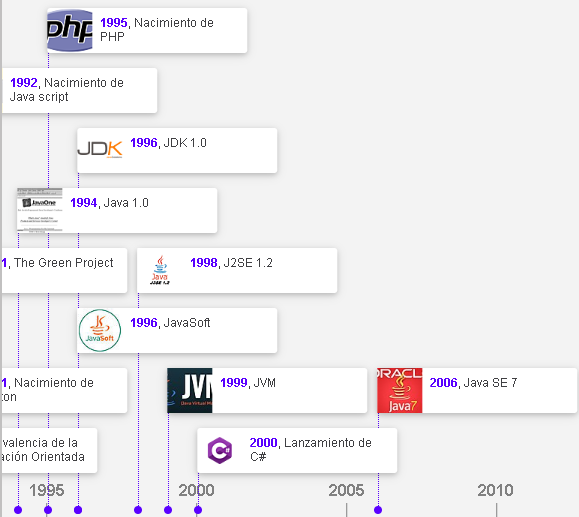 php
1995, Nacimiento de
PHP
1992, Nacimiento de
Java script
JDK
1996, JDK 1.0
JavaOne
1994, Java 1.0
1, The Green Project
Java
J2SE 1.2
1998, J2SE 1.2
JavaSoft
1996, JavaSoft
1, Nacimiento de
ton
JVM
Java Virtual M
1999, JVM
ORACL
Java7
2006, Java SE 7
valencia de la
ación Orientada
C#
2000, Lanzamiento de
C#
1995
2000
2005
2010